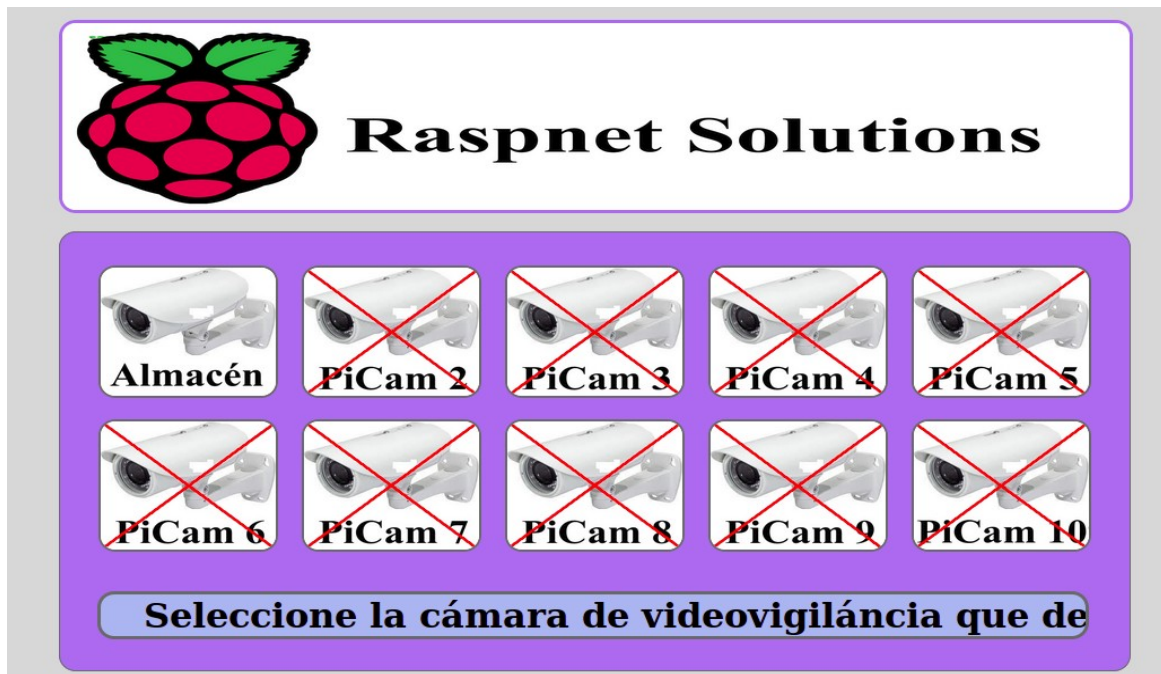 Raspnet Solutions
Almacén
PiCam 2
PiCam 3
PiCam 4
PiCam 5
PiCam 6
PiCam 7
PiCam 8
PiCam 9
PiCam 10
Seleccione la cámara de videovigiláncia que de